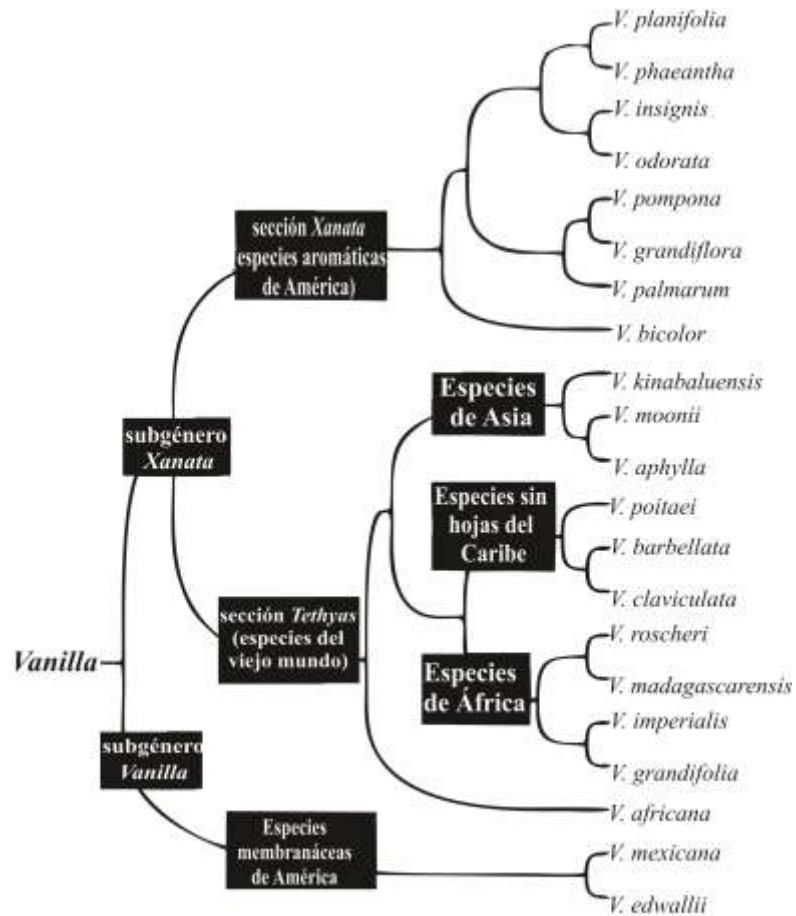 V. planifolia
V. phaeantha
V. insignis
V. odorata
V. pompona
V. grandiflora
V. palmarum
V. bicolor
sección Xanata
especies aromáticas
de América)
Especies
de Asia
V. kinabaluensis
V. moonii
V. aphylla
subgénero
Xanata
Especies sin
hojas del
Caribe
V. poitaei
V. barbellata
V. claviculata
sección Tethyas
(especies del
viejo mundo)
Especies
de África
V. roscheri
V. madagascarensis
V. imperialis
V. grandifolia
V. africana
Vanilla
subgénero
Vanilla
Especies
membranáceas
de América
V. mexicana
V. edwallii